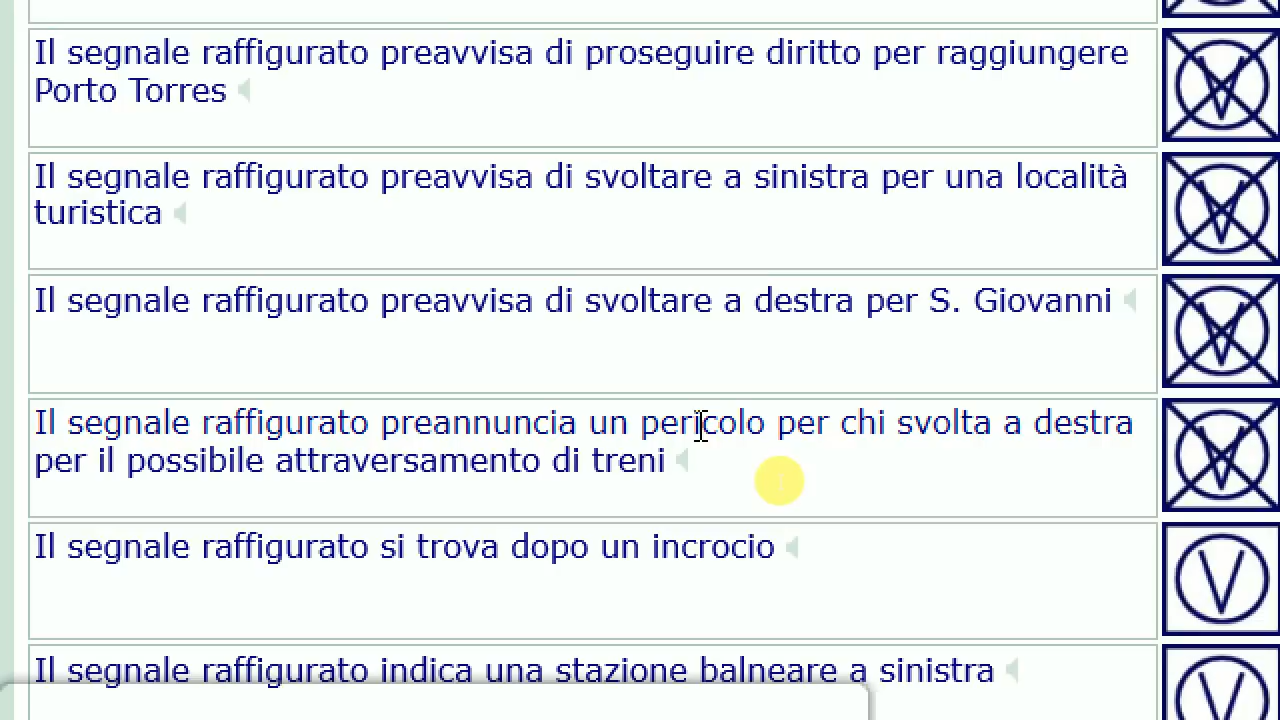 Il segnale raffigurato preavvisa di proseguire diritto per raggiungere
Porto Torres
V
Il segnale raffigurato preavvisa di svoltare a sinistra per una località
turistica
V
Il segnale raffigurato preavvisa di svoltare a destra per S. Giovanni
V
Il segnale raffigurato preannuncia un pericolo per chi svolta a destra
per il possibile attraversamento di treni
V
Il segnale raffigurato si trova dopo un incrocio
V
Il segnale raffigurato indica una stazione balneare a sinistra
V